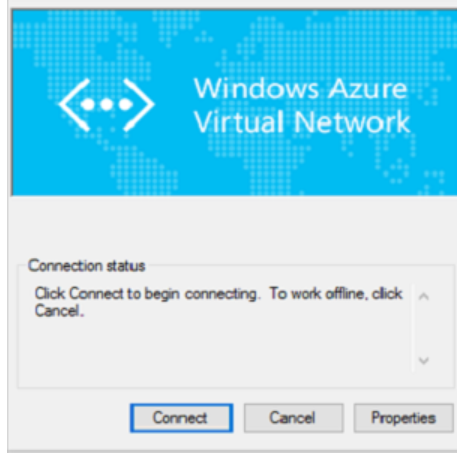 Windows Azure
Virtual Network
Connection status
Click Connect to begin connecting. To work offline, click
Cancel.
Connect Cancel Properties